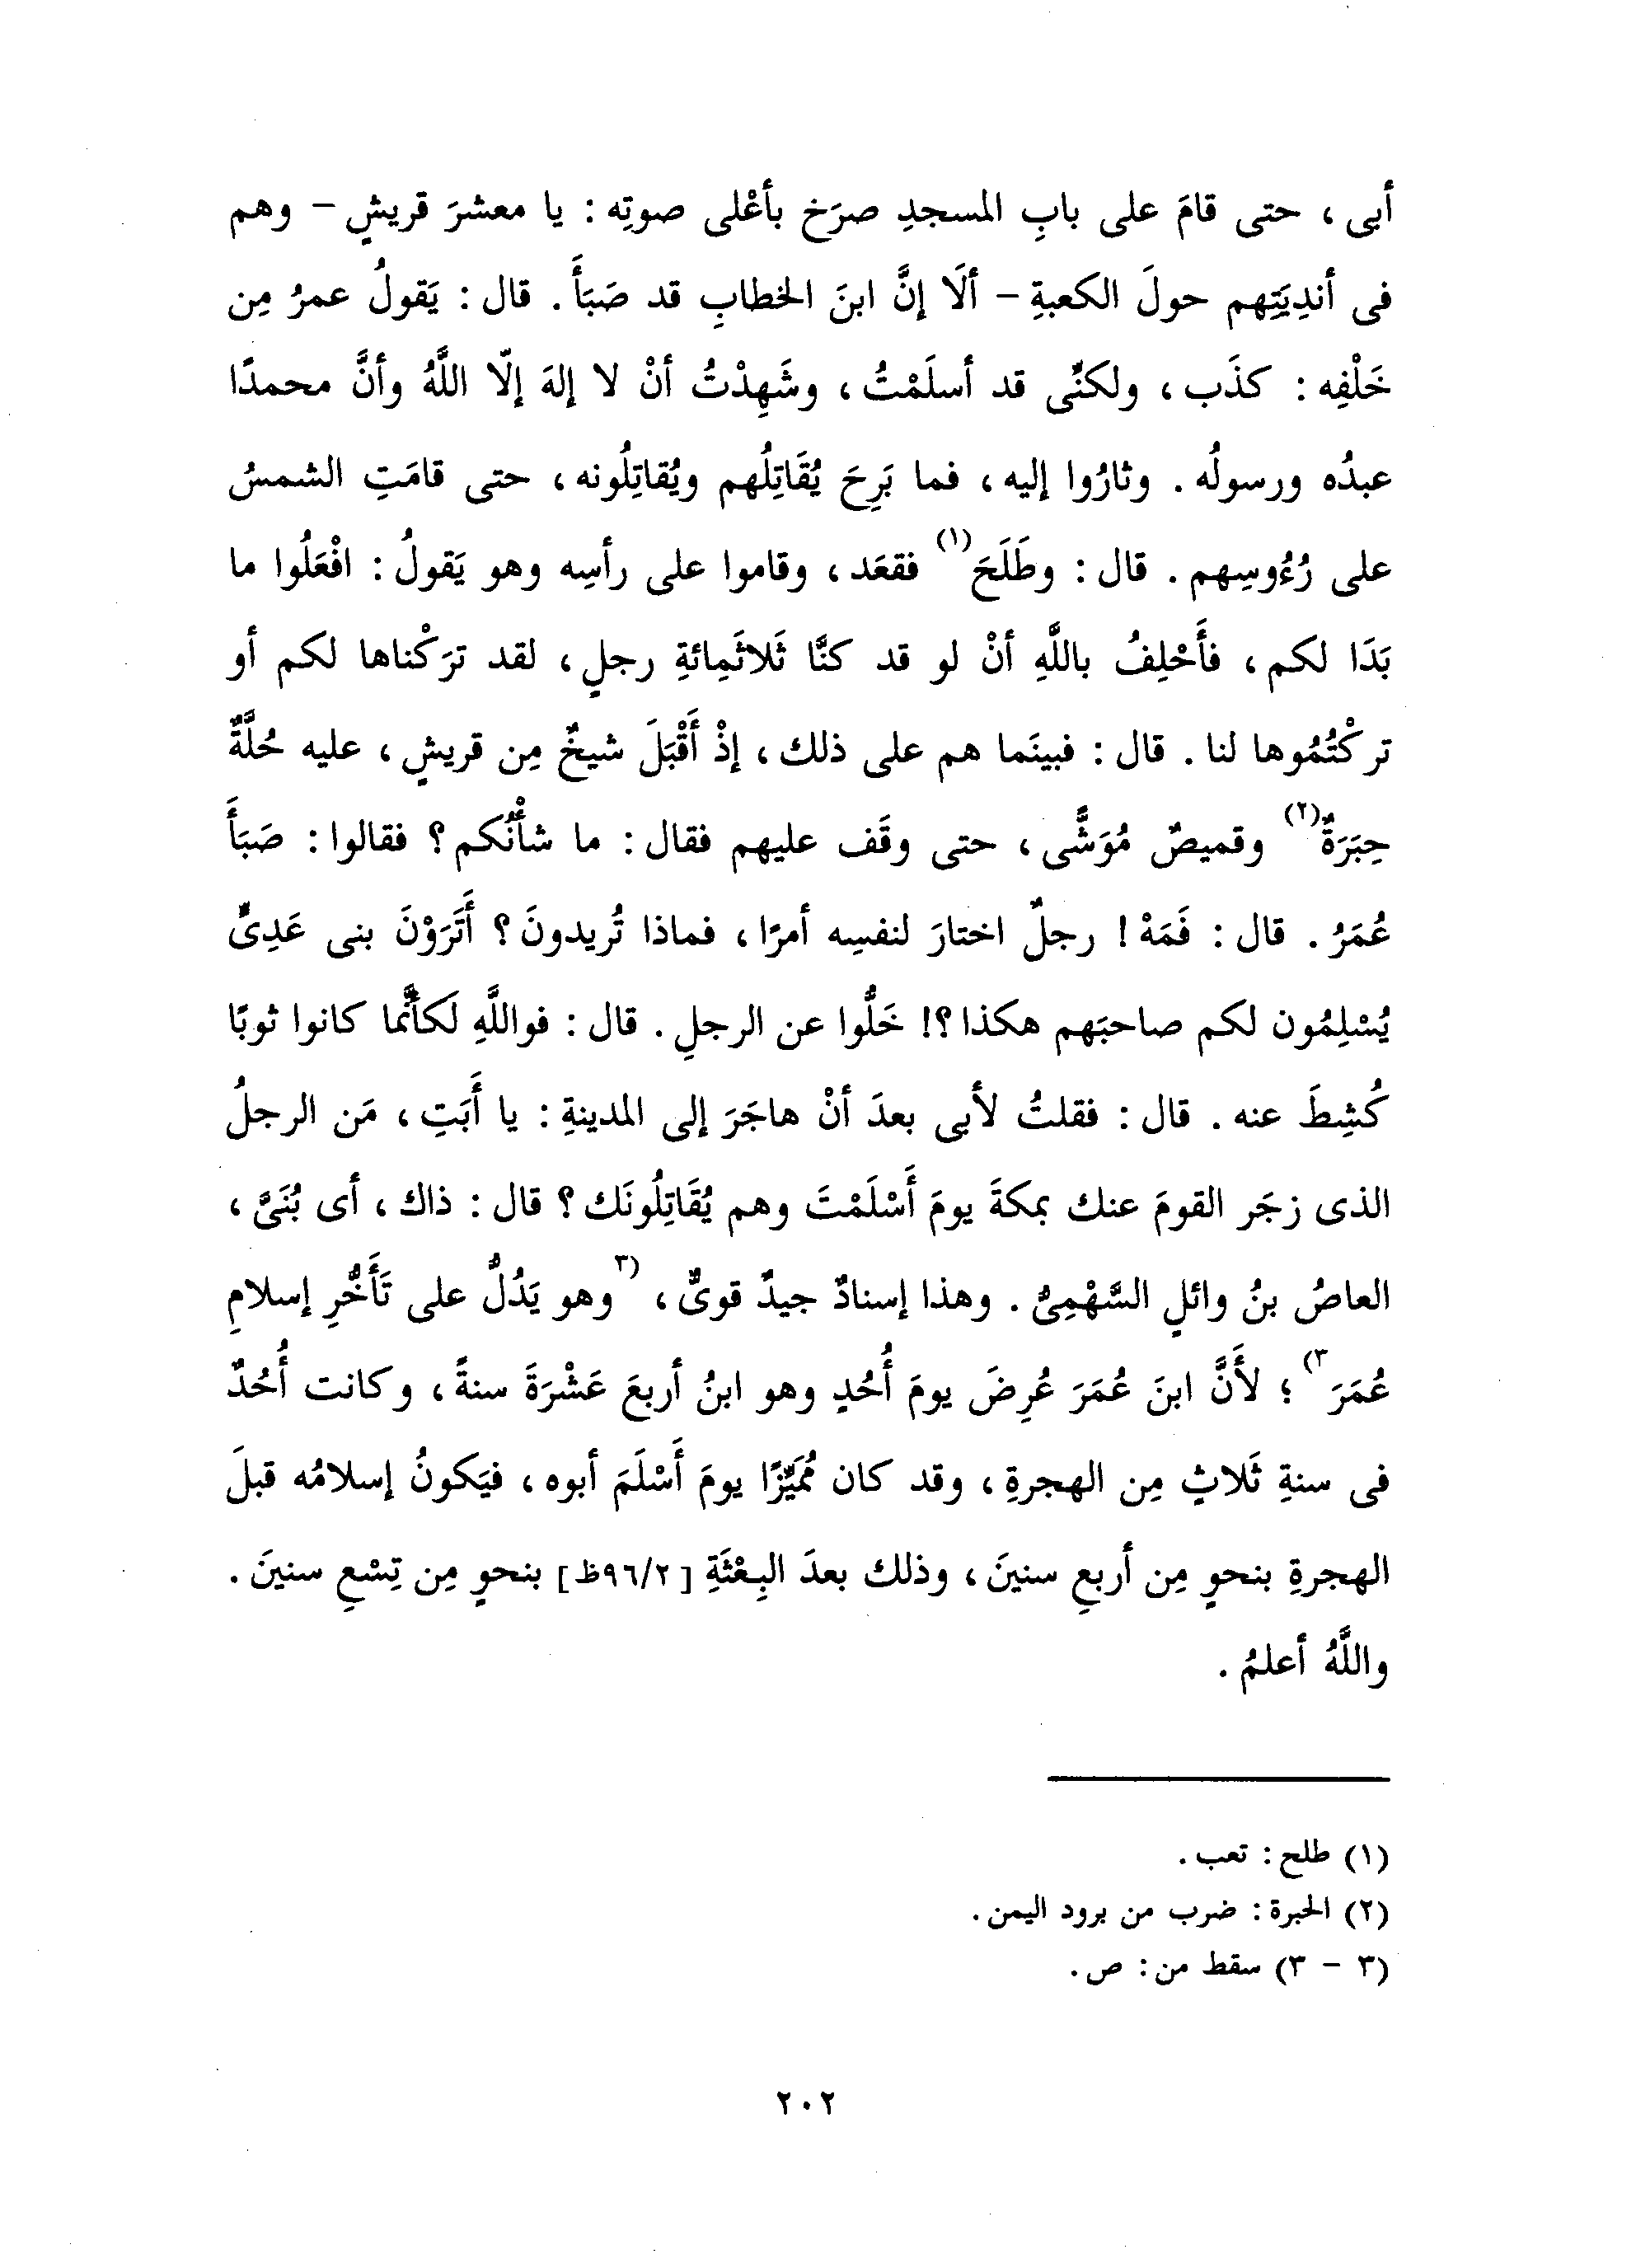 أبى ، حتى قامَ على بابِ المسجدِ صرَخ بأعْلى صوتِه : يا معشرَ قريشٍ – وهم
فى أندِيَتِهم حولَ الكعبةِ – ألَا إنَّ ابنَ الخطابِ قد صَبَأَ . قال : يَقولُ عمرُ مِن
خَلْفِه : كذَب ، ولكنِّى قد أسلَمْتُ ، وشَهِدْتُ أنْ لا إلهَ إلّا اللَّهُ وأنَّ محمدًا
عبدُه ورسولُه . وثارُوا إليه ، فما بَرِحَ يُقَاتِلُهم ويُقاتِلُونه ، حتى قامَتِ الشمسُ
على رُءُوسِهم . قال : وطَلَحَ (١) فقعَد ، وقاموا على رأسِه وهو يَقولُ : افْعَلُوا ما
بَدَا لكم ، فأَحْلِفُ باللَّهِ أنْ لو قد كنَّا ثَلاثَمِائةِ رجلٍ ، لقد ترَكْناها لكم أو
تركْتُمُوها لنا . قال : فبينَما هم على ذلك ، إذْ أَقْبَلَ شيخٌ مِن قريشٍ ، عليه حُلَّةٌ
حِبَرَةٌ (٢) وقميصٌ مُوَشًّى ، حتى وقَف عليهم فقال : ما شأْنُكم ؟ فقالوا : صَبَأَ
عُمَرُ . قال : فَمَهْ ! رجلٌ اختارَ لنفسِه أمرًا ، فماذا تُريدونَ ؟ أَتَرَوْنَ بنى عَدِىٍّ
يُسْلِمُون لكم صاحبَهم هكذا ؟! خَلُّوا عن الرجلِ . قال : فواللَّهِ لَكأنَّما كانوا ثوبًا
كُشِطَ عنه . قال : فقلتُ لأبى بعدَ أنْ هاجَرَ إلى المدينةِ : يا أَبَتِ ، مَن الرجلُ
الذى زجَر القومَ عنك بمكةَ يومَ أَسْلَمْتَ وهم يُقَاتِلُونَك ؟ قال : ذاك ، أى بُنَىَّ ،
العاصُ بنُ وائلٍ السَّهْمِىُّ . وهذا إسنادٌ جيدٌ قوىٌّ ، (٣ وهو يَدُلُّ على تَأَخُّرِ إسلامِ
عُمَرَ ٣) ؛ لأَنَّ ابنَ عُمَرَ عُرِضَ يومَ أُحُدٍ وهو ابنُ أربعَ عَشْرَةَ سنةً ، وكانت أُحُدٌ
فى سنةِ ثَلاثٍ مِن الهجرةِ ، وقد كان مُمَيِّزًا يومَ أَسْلَمَ أبوه ، فيَكونُ إسلامُه قبلَ
الهجرةِ بنحوٍ مِن أربعِ سنينَ ، وذلك بعدَ البِعْثَةِ [ ٩٦/٢ظ ] بنحوٍ مِن تِسْعِ سنينَ .
واللَّهُ أعلمُ .
(١) طلح : تعب .
(٢) الحبرة : ضرب من برود اليمن .
(٣ – ٣) سقط من : ص .
٢٠٢